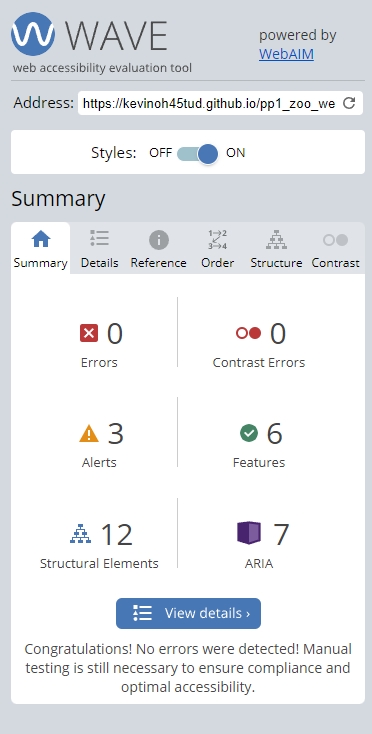 WAVE
web accessibility evaluation tool
powered by
WebAIM
Address: https://kevinoh45tud.github.io/pp1_zoo_we
Styles: OFF ON
Summary
Summary Details Reference Order Structure Contrast
0 0
Errors Contrast Errors
3 6
Alerts Features
12 7
Structural Elements ARIA
View details ›
Congratulations! No errors were detected! Manual
testing is still necessary to ensure compliance and
optimal accessibility.